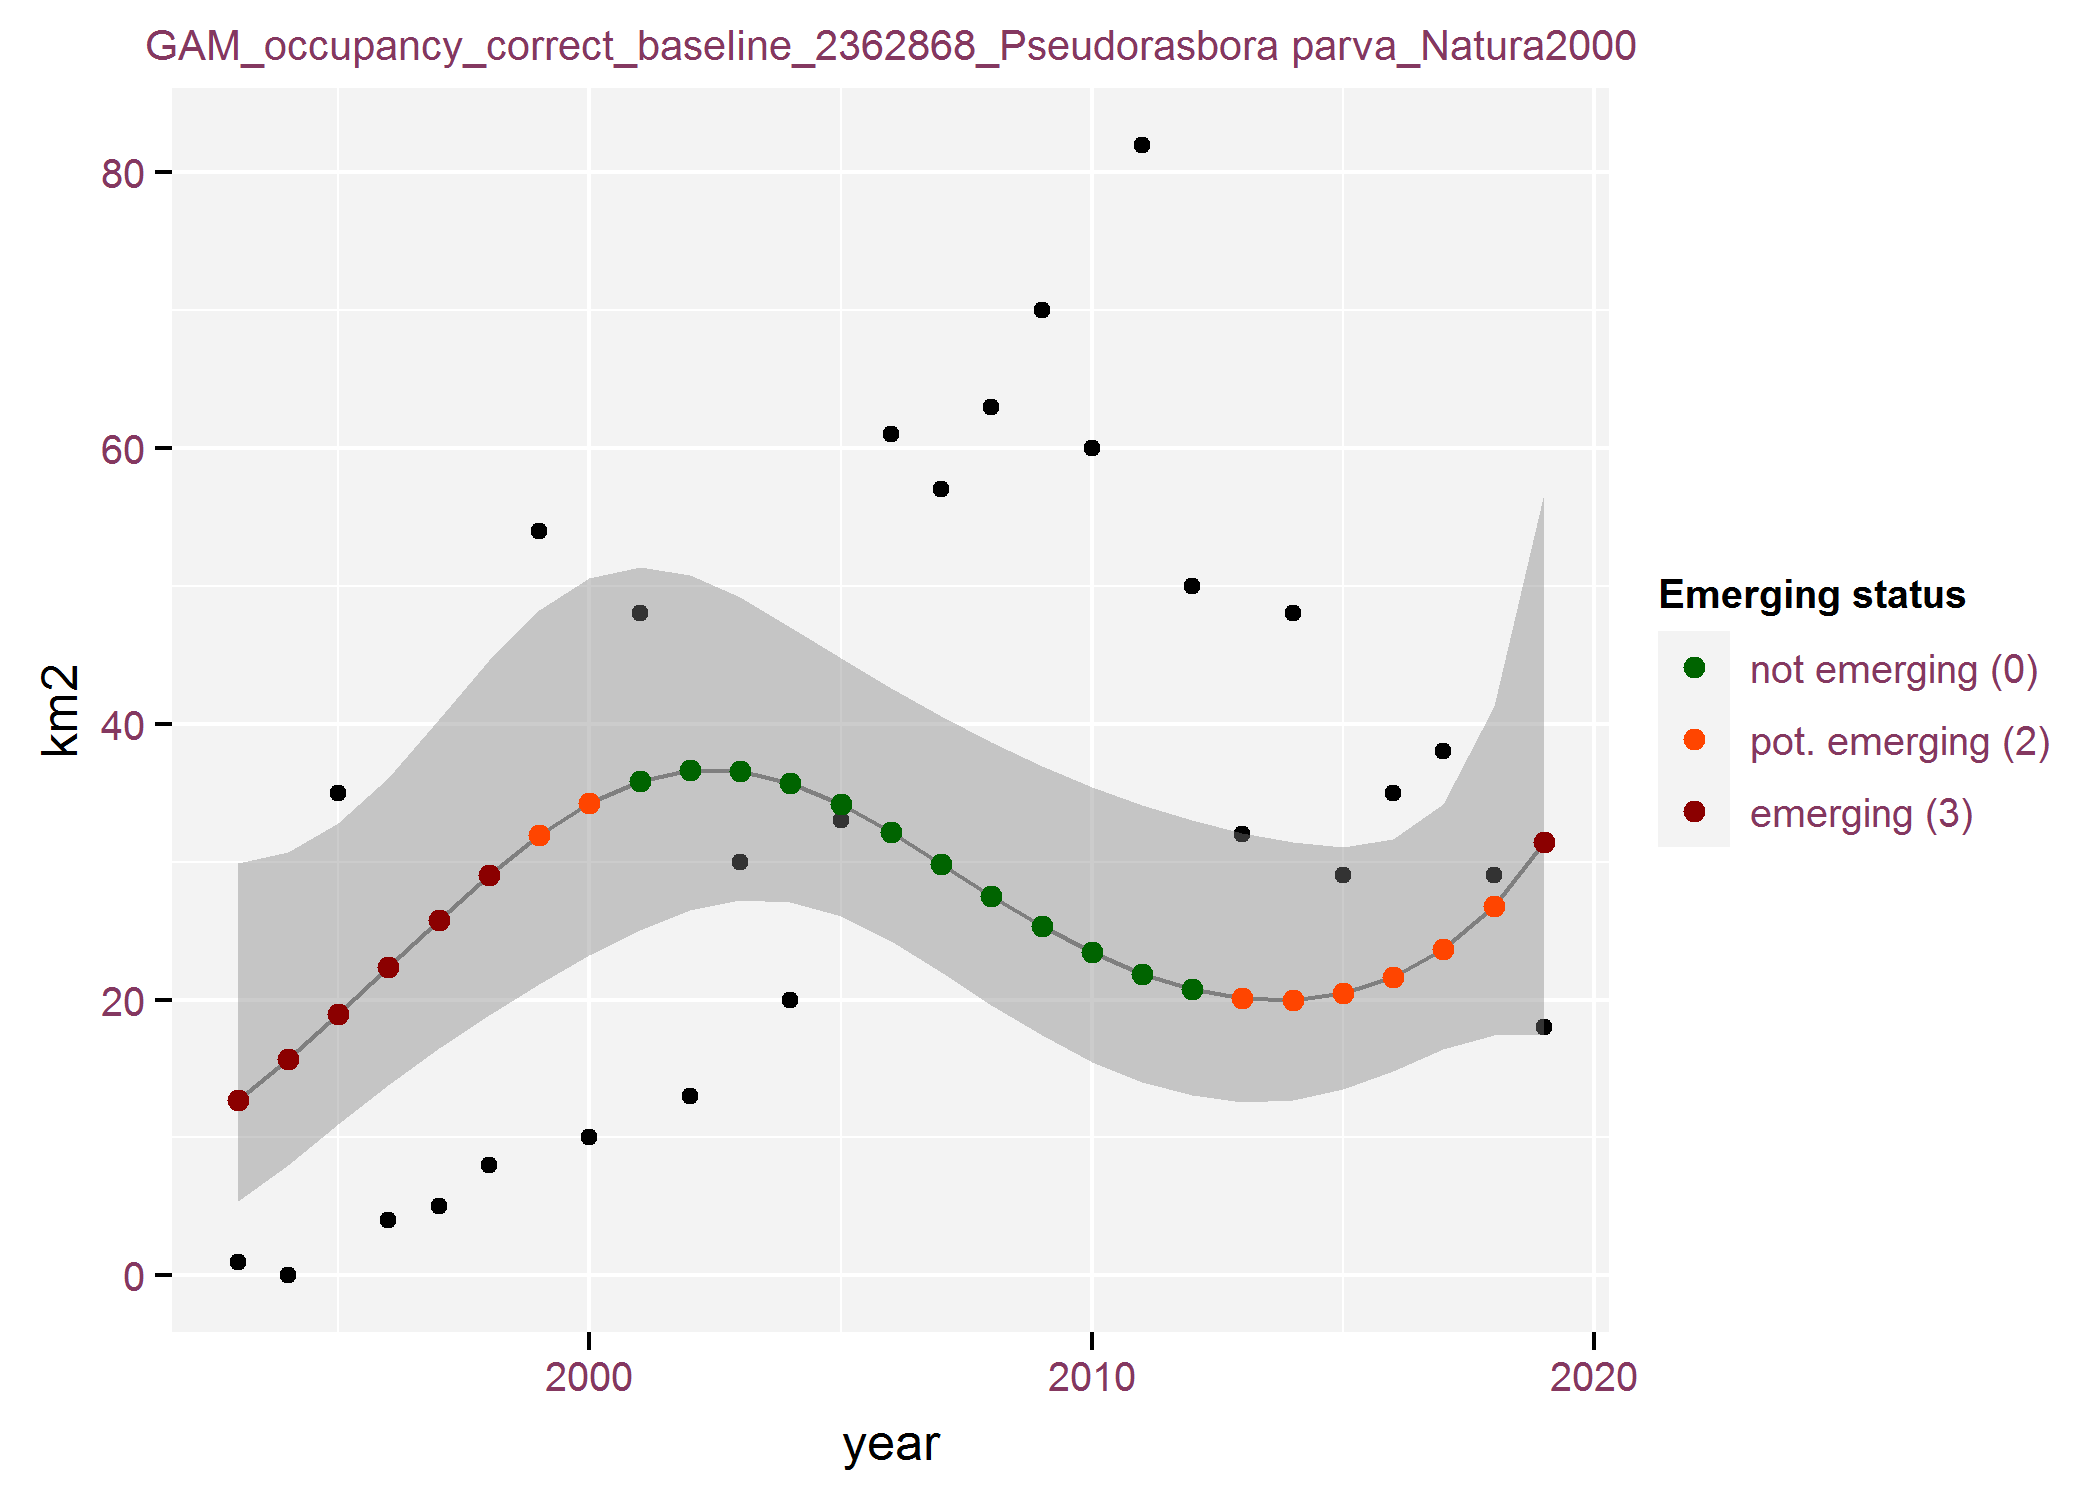 GAM_occupancy_correct_baseline_2362868_Pseudorasbora parva_Natura2000
80
60
40
20
0
km2
2000 2010 2020
year
Emerging status
not emerging (0)
pot. emerging (2)
emerging (3)